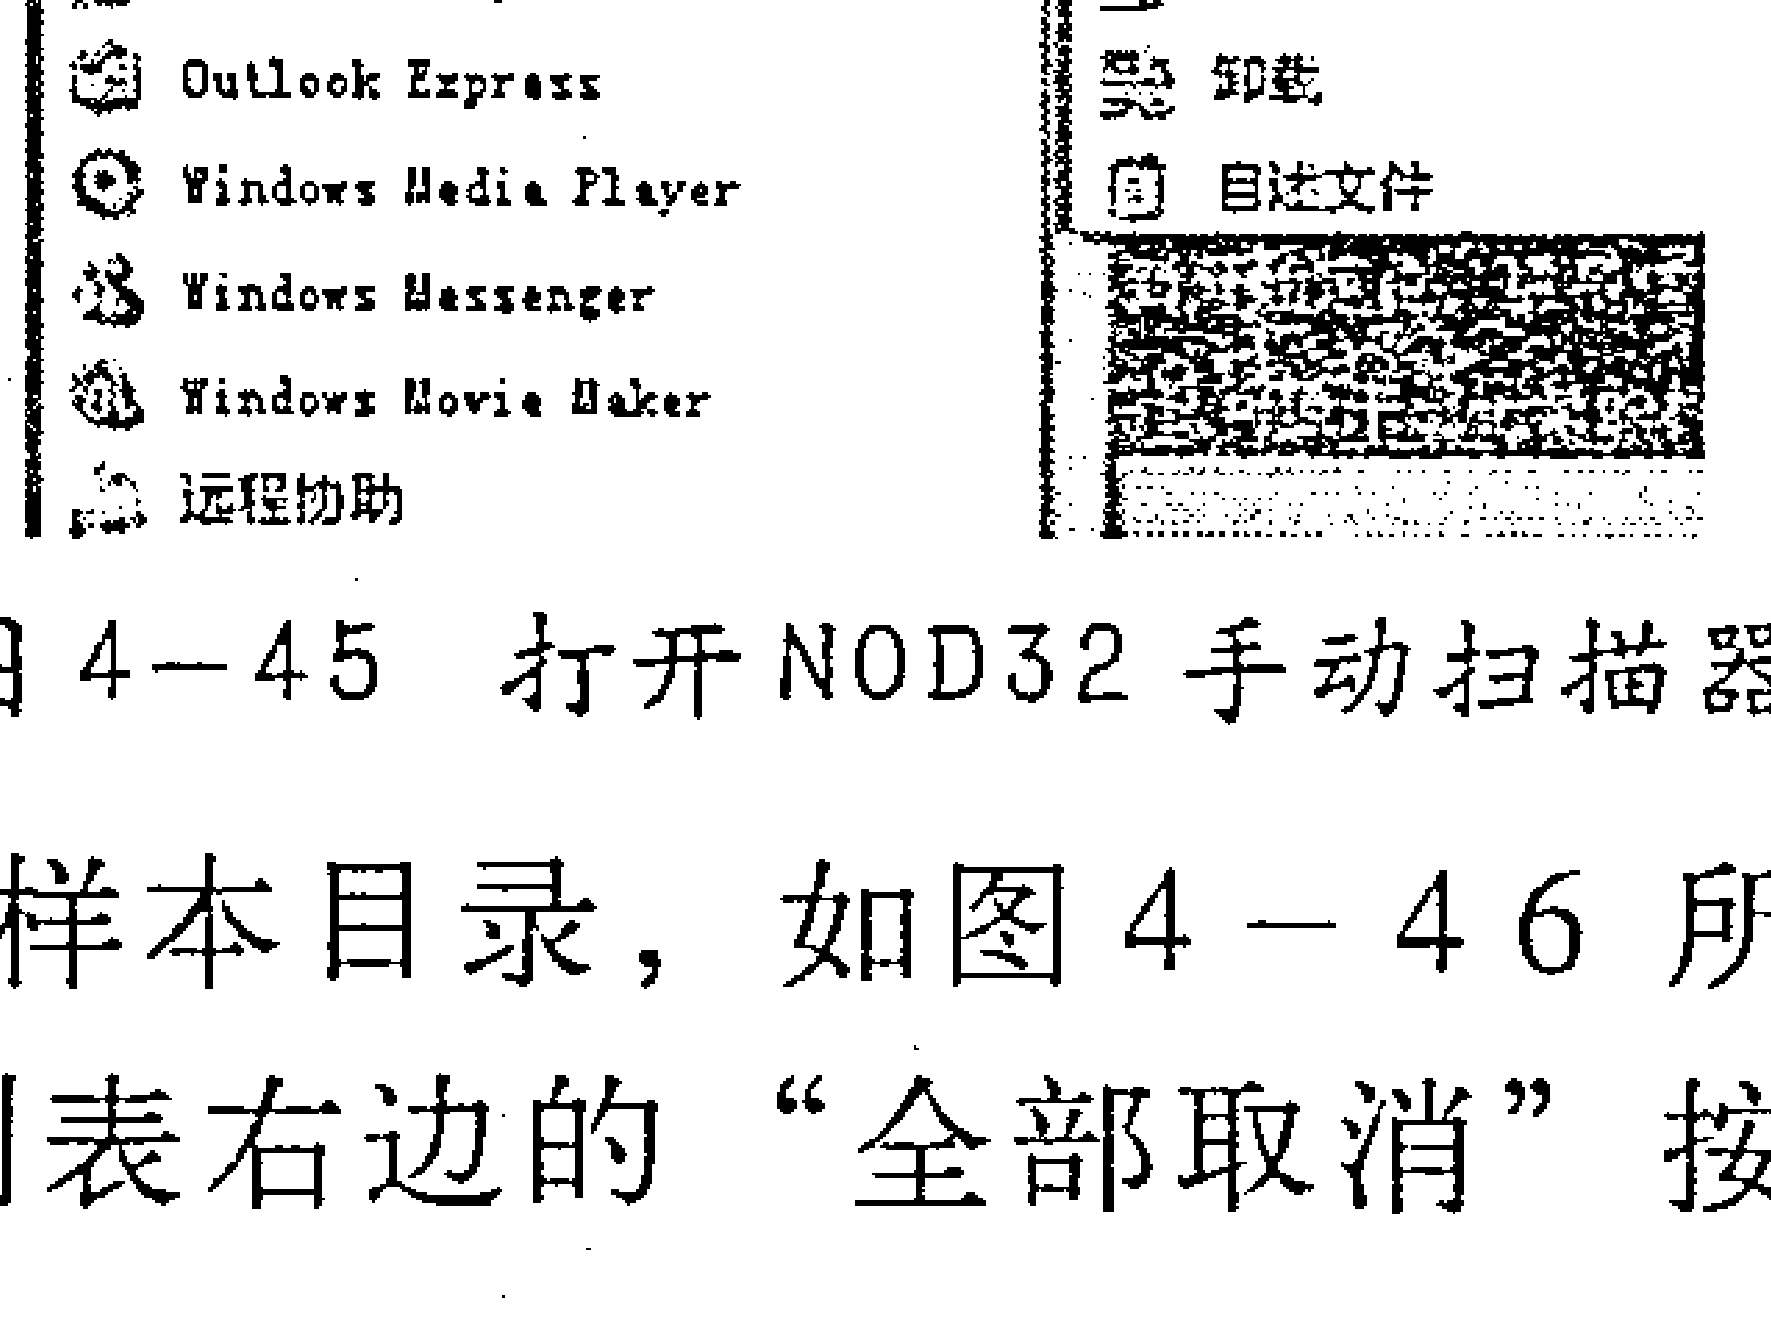 Outlook Express
Windows Media Player
Windows Messenger
Windows Movie Maker
远程协助
卸载
自述文件
4－45 打开NOD32手动扫描器
样本目录，如图4－46所
表右边的“全部取消”按